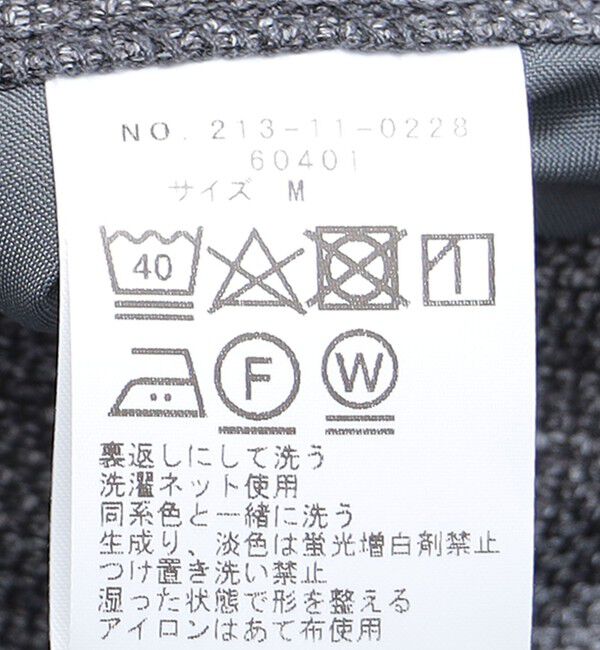 NO. 213-11-0228
60401
サイズ M
40
F W
裏返しにして洗う
洗濯ネット使用
同系色と一緒に洗う
生成り、淡色は蛍光増白剤禁止
つけ置き洗い禁止
湿った状態で形を整える
アイロンはあて布使用